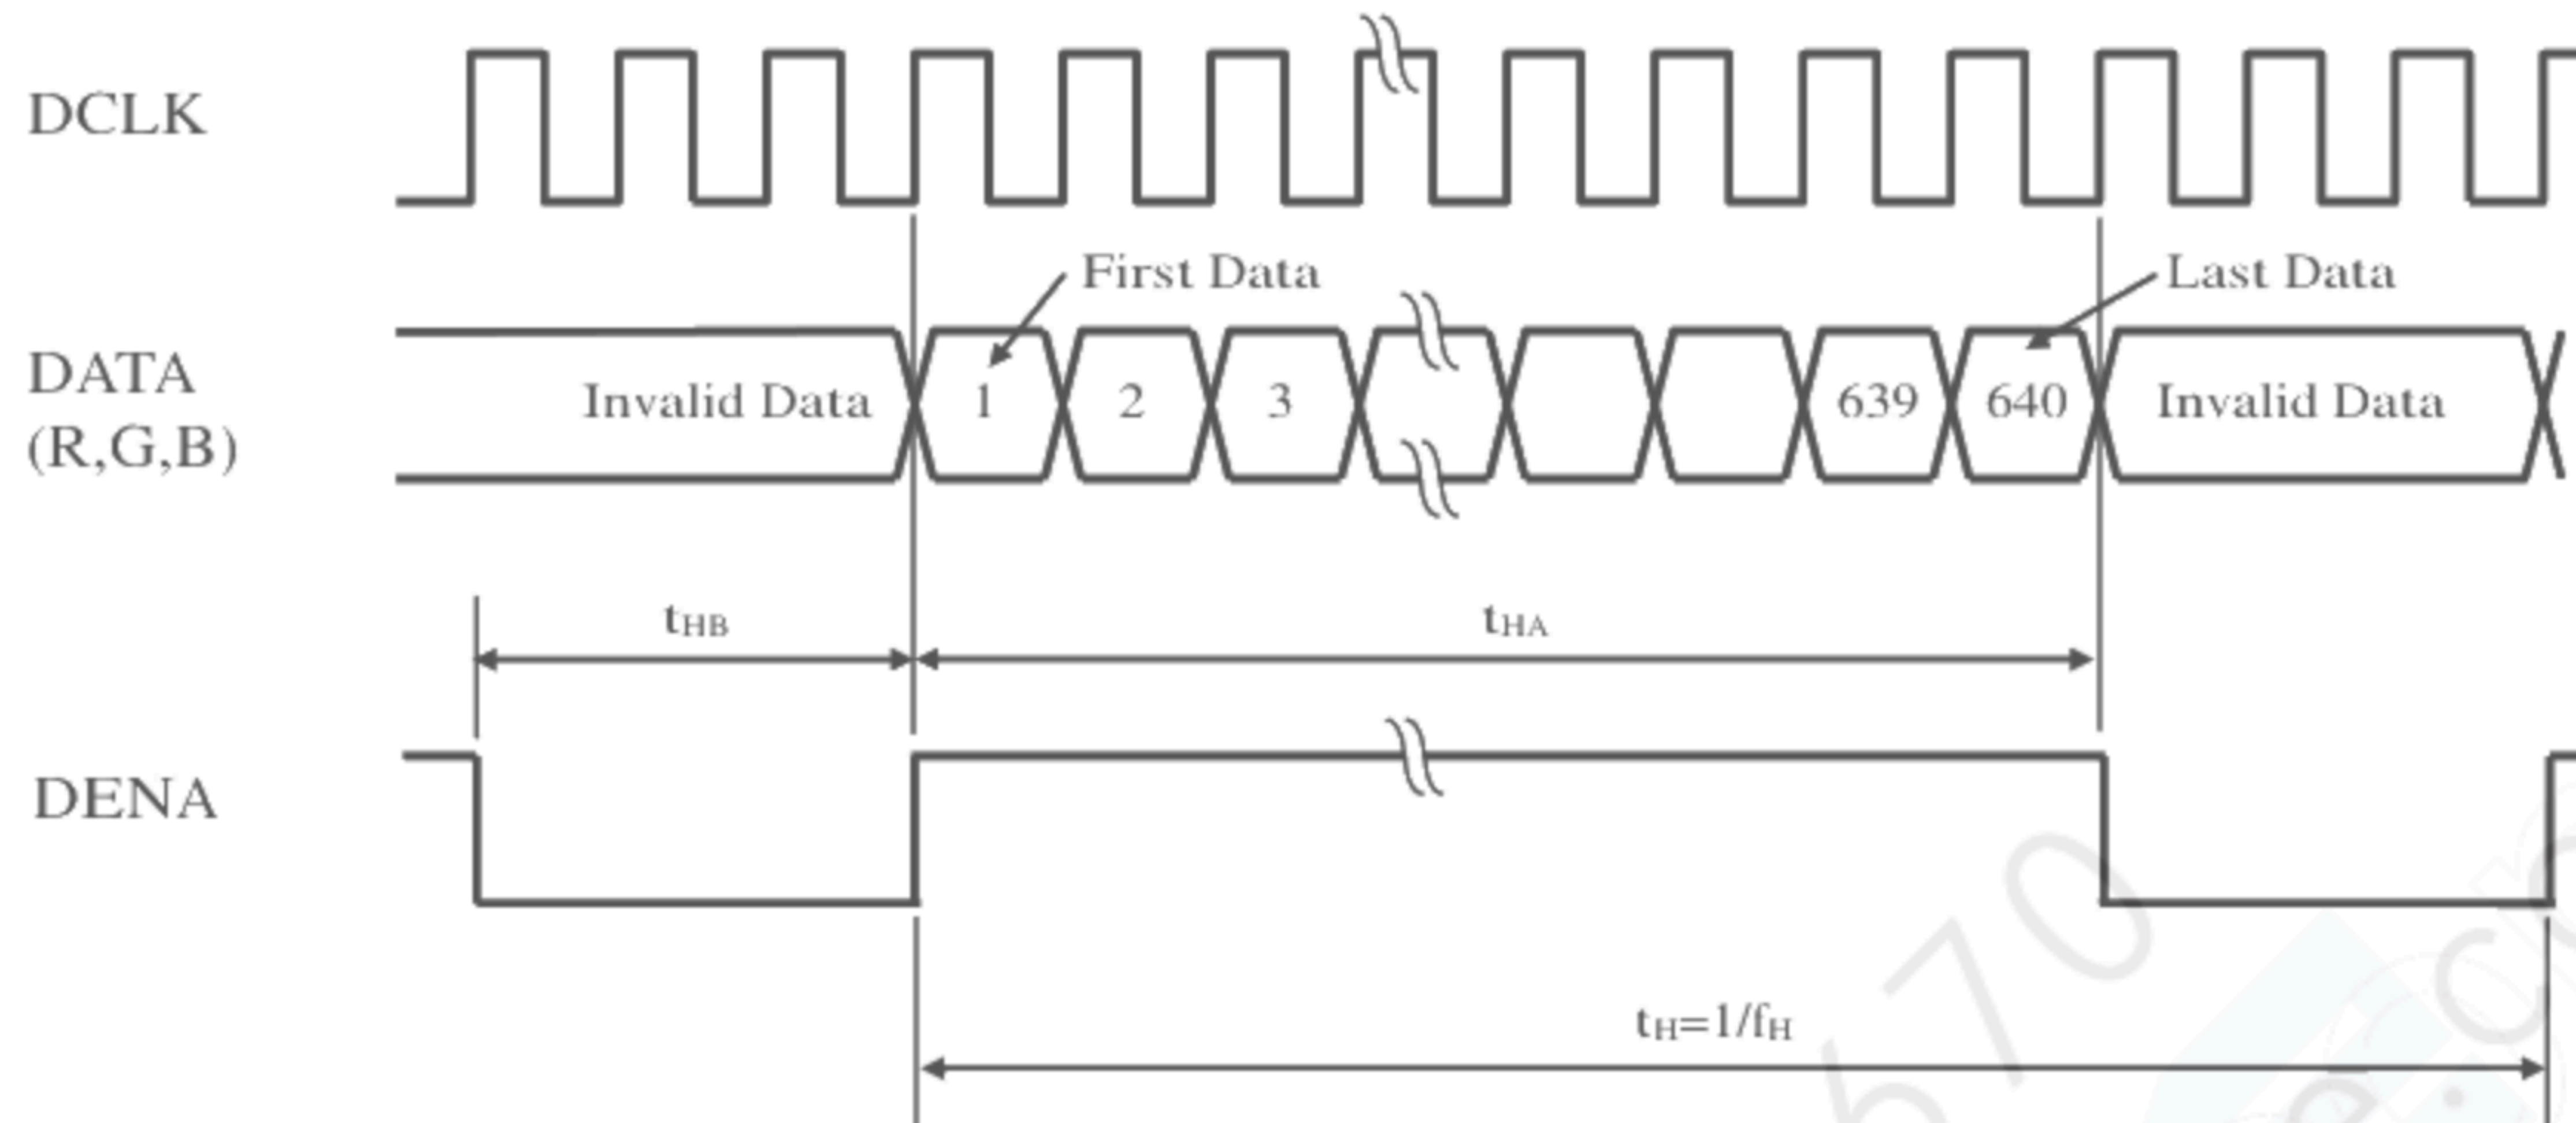 DCLK
First Data
Last Data
DATA
(R,G,B)
Invalid Data 1 2 3 639 640 Invalid Data
tHB tHA
DENA
tH=1/fH
70